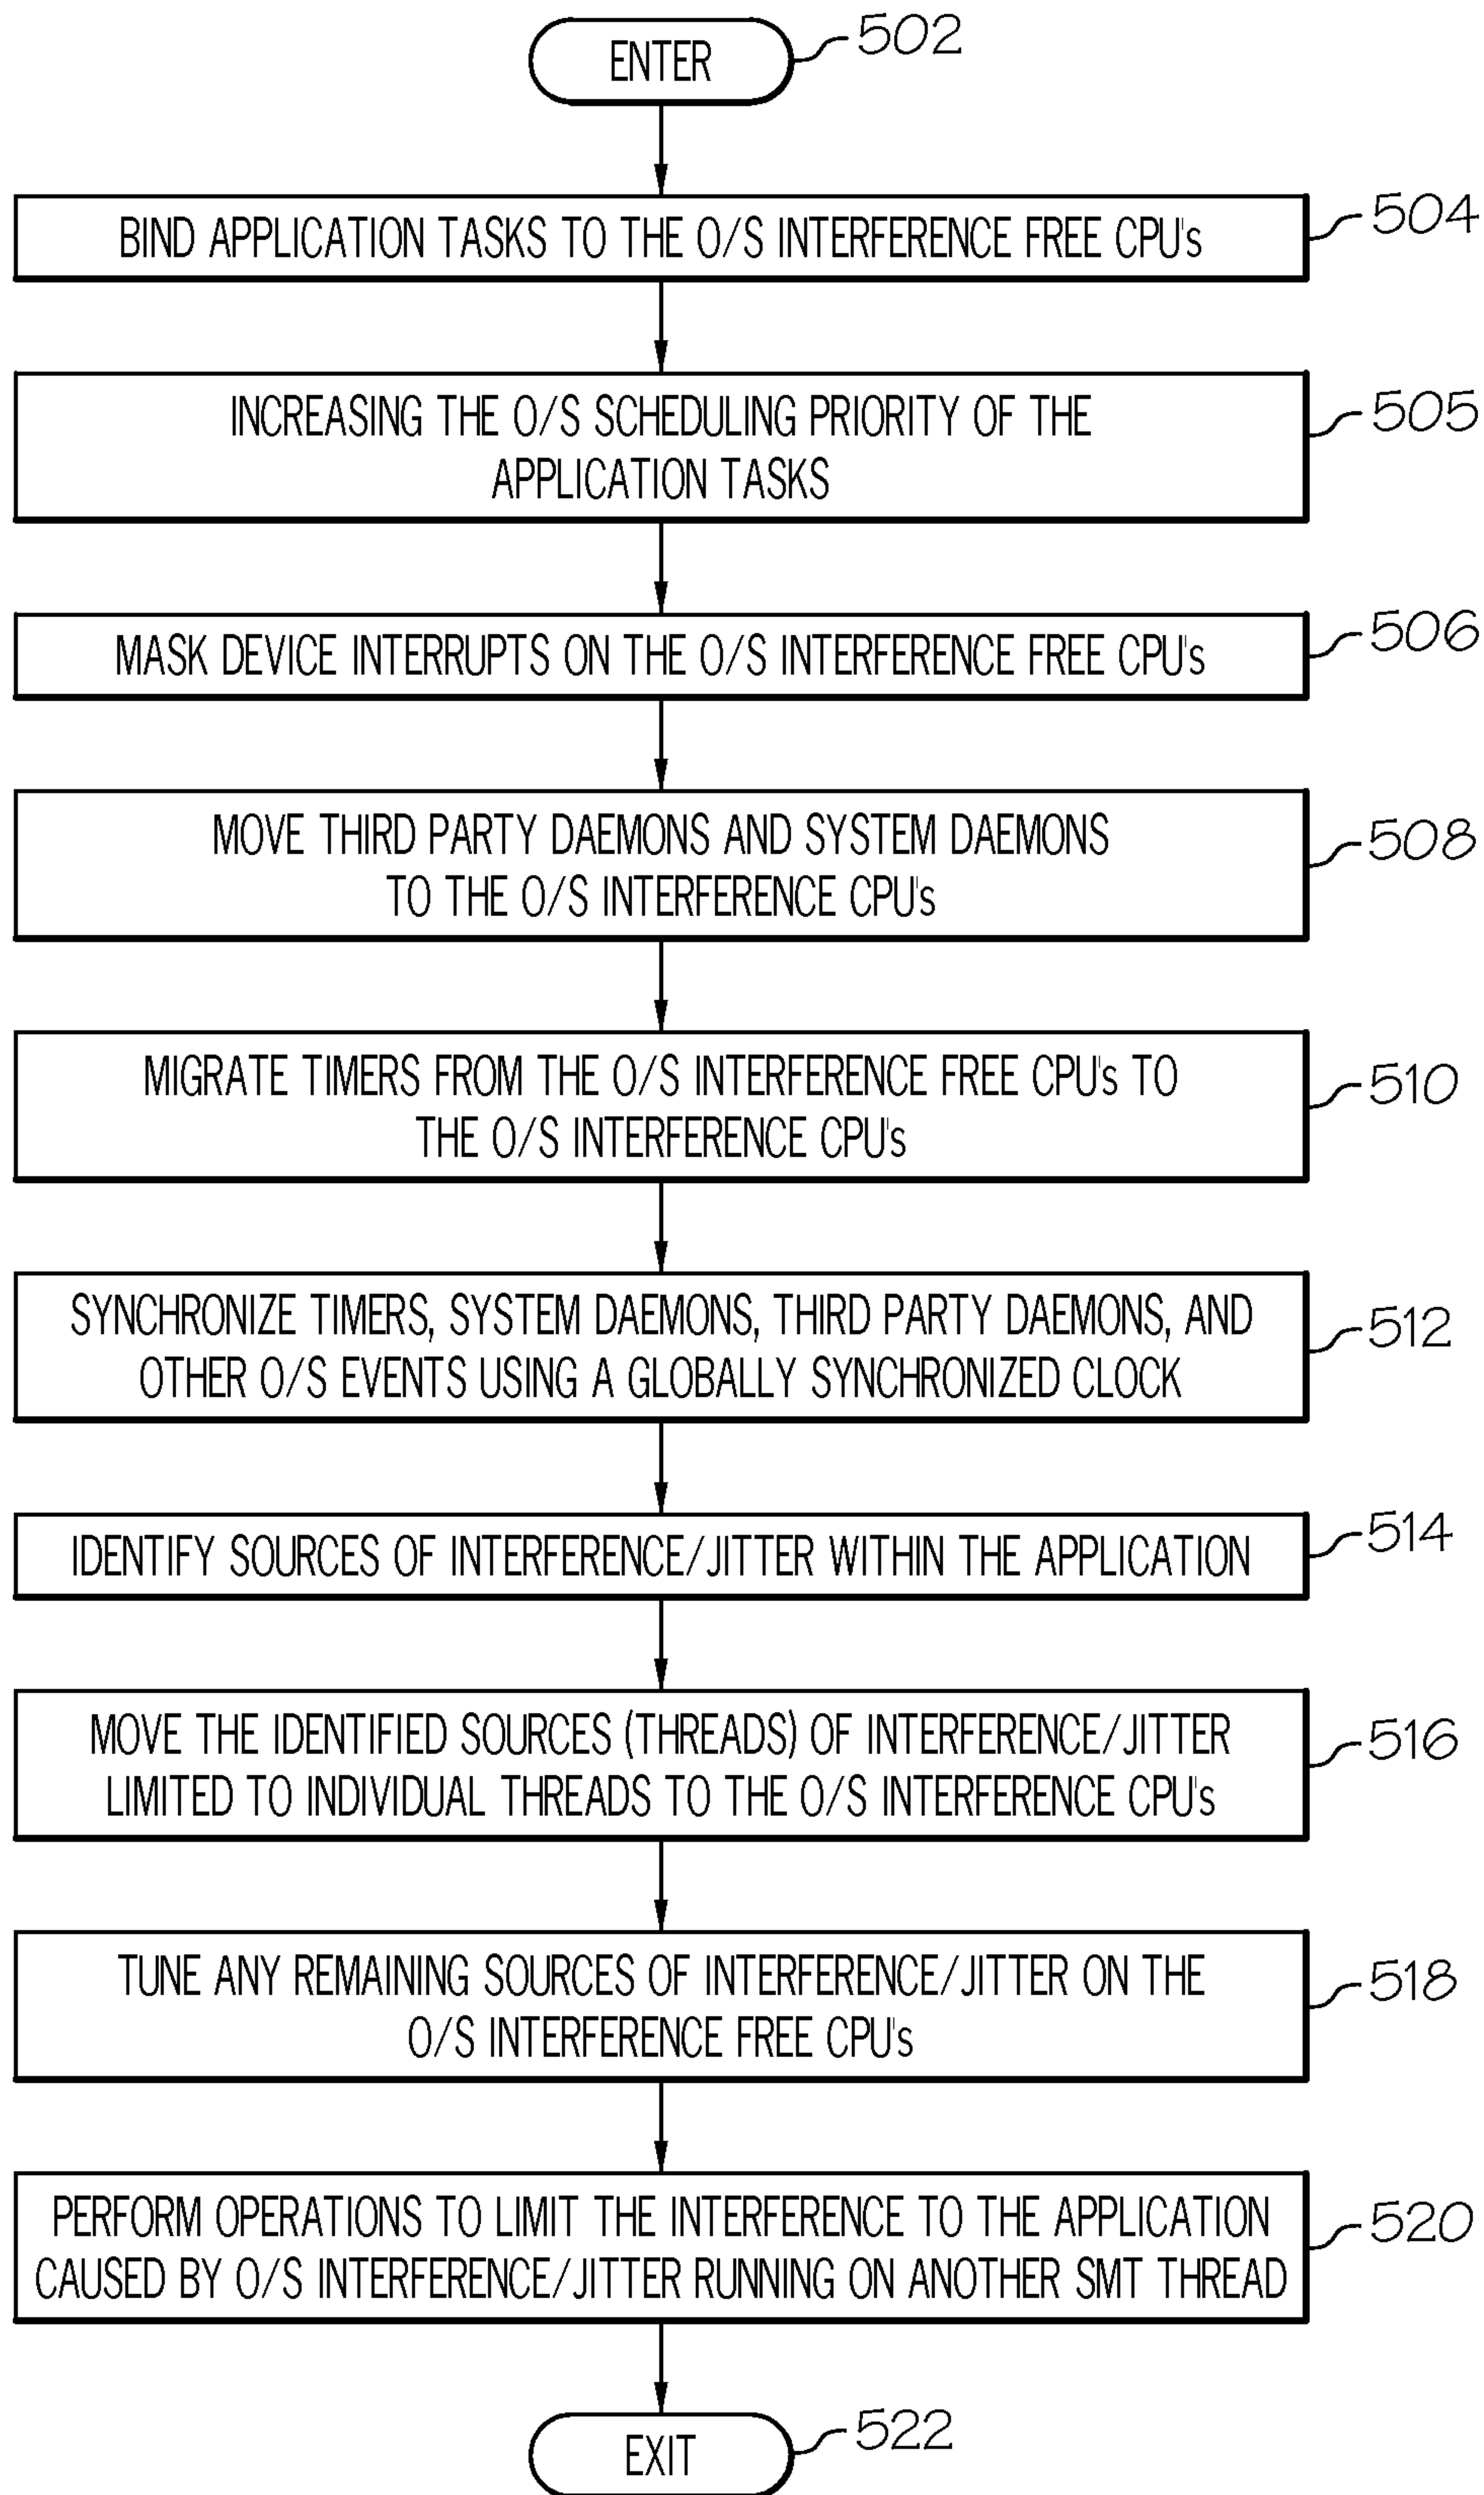 ENTER
502
BIND APPLICATION TASKS TO THE O/S INTERFERENCE FREE CPU's
504
INCREASING THE O/S SCHEDULING PRIORITY OF THE
APPLICATION TASKS
505
MASK DEVICE INTERRUPTS ON THE O/S INTERFERENCE FREE CPU's
506
MOVE THIRD PARTY DAEMONS AND SYSTEM DAEMONS
TO THE O/S INTERFERENCE CPU's
508
MIGRATE TIMERS FROM THE O/S INTERFERENCE FREE CPU's TO
THE O/S INTERFERENCE CPU's
510
SYNCHRONIZE TIMERS, SYSTEM DAEMONS, THIRD PARTY DAEMONS, AND
OTHER O/S EVENTS USING A GLOBALLY SYNCHRONIZED CLOCK
512
IDENTIFY SOURCES OF INTERFERENCE/JITTER WITHIN THE APPLICATION
514
MOVE THE IDENTIFIED SOURCES (THREADS) OF INTERFERENCE/JITTER
LIMITED TO INDIVIDUAL THREADS TO THE O/S INTERFERENCE CPU's
516
TUNE ANY REMAINING SOURCES OF INTERFERENCE/JITTER ON THE
O/S INTERFERENCE FREE CPU's
518
PERFORM OPERATIONS TO LIMIT THE INTERFERENCE TO THE APPLICATION
CAUSED BY O/S INTERFERENCE/JITTER RUNNING ON ANOTHER SMT THREAD
520
EXIT
522